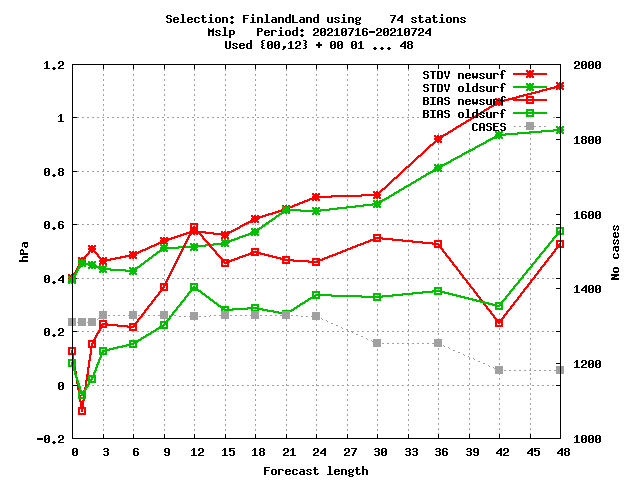 Selection: FinlandLand using    74 stations
Mslp   Period: 20210716-20210724
Used {00,12} + 00 01 ... 48
1.2
1
0.8
0.6
0.4
0.2
0
-0.2
hPa
2000
1800
1600
1400
1200
1000
No cases
STDV newsurf
STDV oldsurf
BIAS newsurf
BIAS oldsurf
CASES
0 3 6 9 12 15 18 21 24 27 30 33 36 39 42 45 48
Forecast length